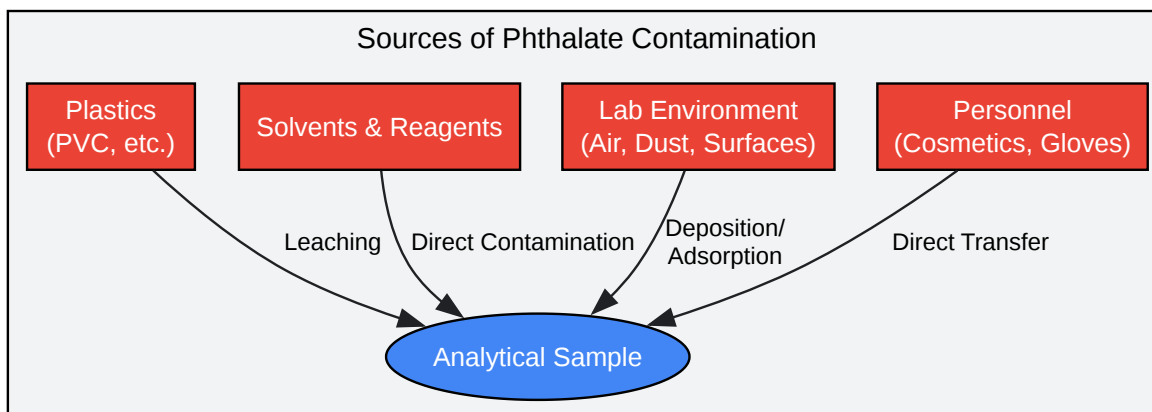 Sources of Phthalate Contamination
Plastics
(PVC, etc.)
Solvents & Reagents
Lab Environment
(Air, Dust, Surfaces)
Personnel
(Cosmetics, Gloves)
Leaching
Direct Contamination
Deposition/
Adsorption
Direct Transfer
Analytical Sample